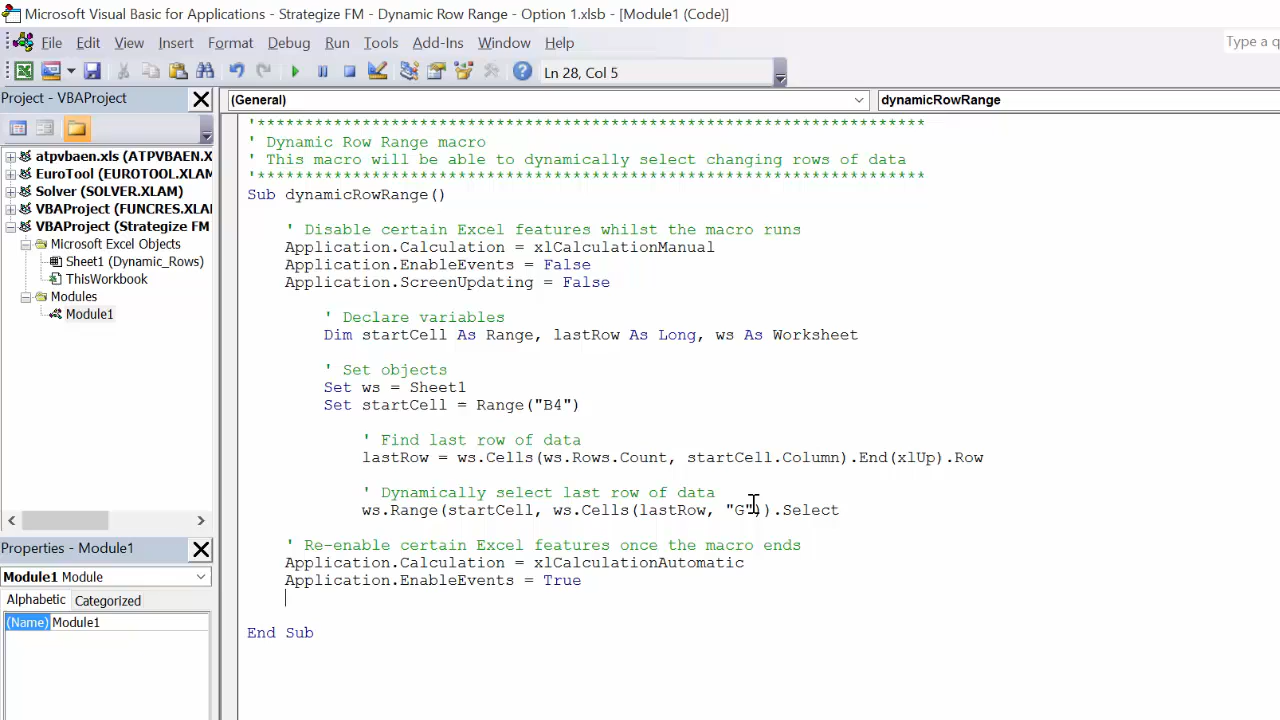 Microsoft Visual Basic for Applications - Strategize FM - Dynamic Row Range - Option 1.xlsb - [Module1 (Code)]
File Edit View Insert Format Debug Run Tools Add-Ins Window Help
Type a q
Ln 28, Col 5
Project - VBAProject
(General)
dynamicRowRange
atpvbaen.xls (ATPVBAEN.X
EuroTool (EUROTOOL.XLAM
Solver (SOLVER.XLAM)
VBAProject (FUNCRES.XLAI
VBAProject (Strategize FM
Microsoft Excel Objects
Sheet1 (Dynamic_Rows)
ThisWorkbook
Modules
Module1
Properties - Module1
Module1 Module
Alphabetic Categorized
(Name) Module1
'***********************************************************************
' Dynamic Row Range macro
' This macro will be able to dynamically select changing rows of data
'***********************************************************************
Sub dynamicRowRange()
' Disable certain Excel features whilst the macro runs
Application.Calculation = xlCalculationManual
Application.EnableEvents = False
Application.ScreenUpdating = False
' Declare variables
Dim startCell As Range, lastRow As Long, ws As Worksheet
' Set objects
Set ws = Sheet1
Set startCell = Range("B4")
' Find last row of data
lastRow = ws.Cells(ws.Rows.Count, startCell.Column).End(xlUp).Row
' Dynamically select last row of data
ws.Range(startCell, ws.Cells(lastRow, "G")).Select
' Re-enable certain Excel features once the macro ends
Application.Calculation = xlCalculationAutomatic
Application.EnableEvents = True
End Sub